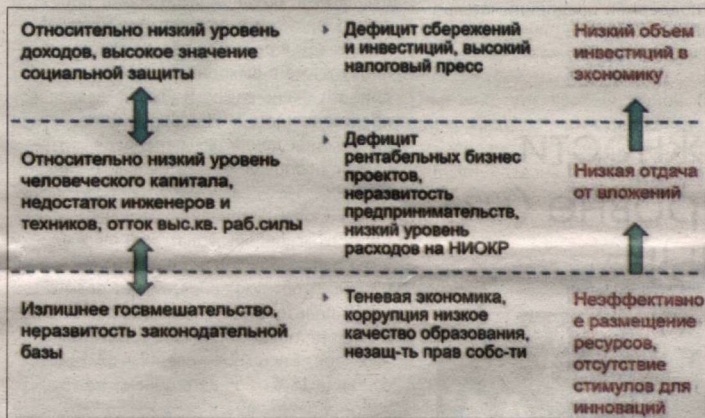 Относительно низкий уровень
доходов, высокое значение
социальной защиты
Дефицит сбережений
и инвестиций, высокий
налоговый пресс
Низкий объем
инвестиций в
экономику
Относительно низкий уровень
человеческого капитала,
недостаток инженеров и
техников, отток выс.кв. раб.силы
Дефицит
рентабельных бизнес
проектов,
неразвитость
предпринимательств,
низкий уровень
расходов на НИОКР
Низкая отдача
от вложений
Излишнее госвмешательство,
неразвитость законодательной
базы
Теневая экономика,
коррупция низкое
качество образования,
незащ-ть прав собс-ти
Неэффективно
е размещение
ресурсов,
отсутствие
стимулов для
инноваций